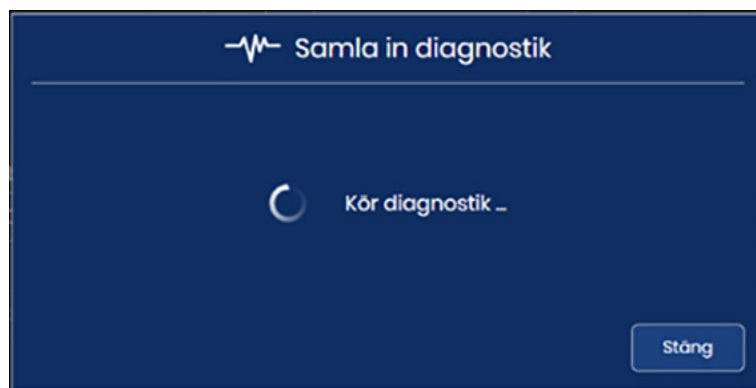 Samla in diagnostik
Kör diagnostik ...
Stäng